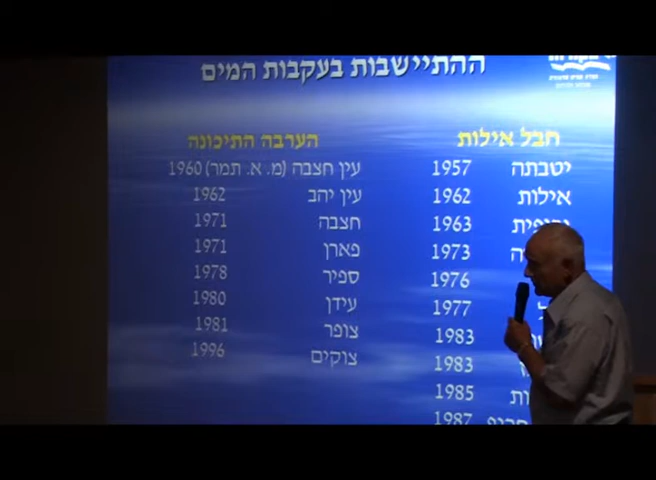 ההתיישבות בעקבות המים
חבל אילות
יטבתה 1957
אילות 1962
1963
1973
1976
1977
1983
1983
1985
1987
הערבה התיכונה
עין חצבה (מ. א. תמר) 1960
עין יהב 1962
חצבה 1971
פארן 1971
ספיר 1978
עידן 1980
צופר 1981
צוקים 1996